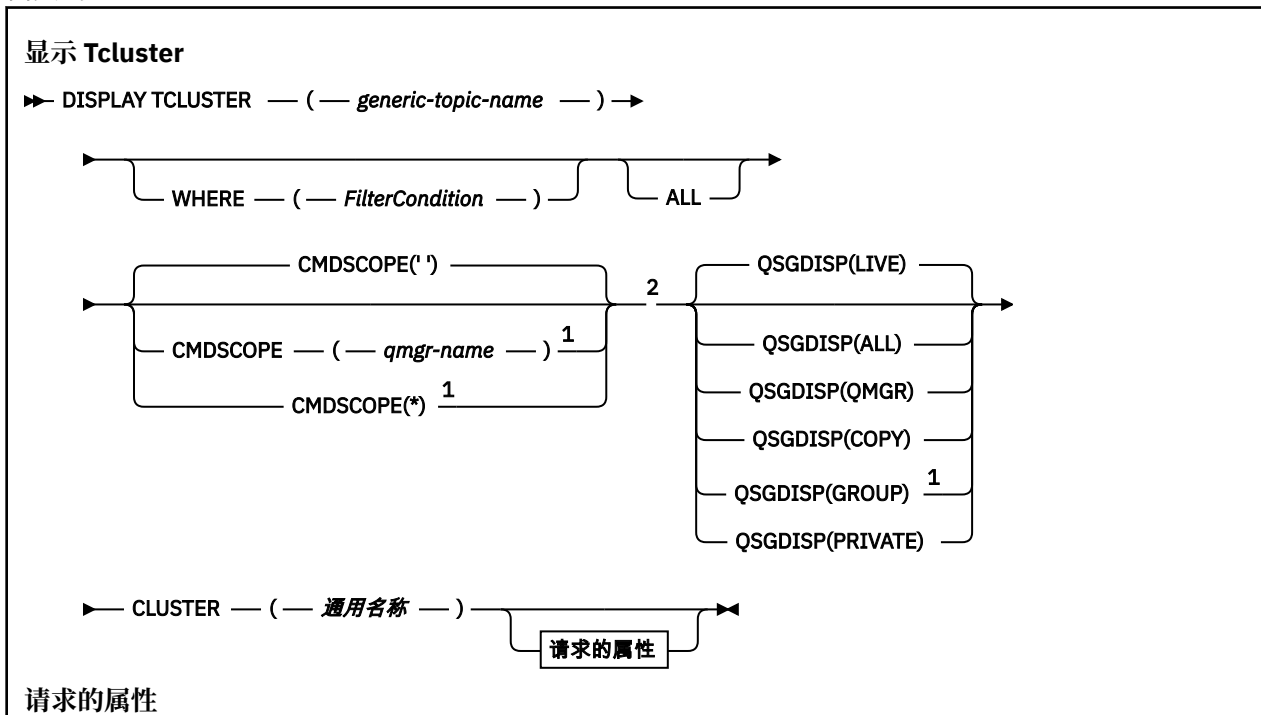 显示 Tcluster
DISPLAY TCLUSTER ( generic-topic-name )
WHERE ( FilterCondition ) ALL
CMDSCOPE(' ')
CMDSCOPE ( qmgr-name ) 1
CMDSCOPE(*) 1
2
QSGDISP(LIVE)
QSGDISP(ALL)
QSGDISP(QMGR)
QSGDISP(COPY)
QSGDISP(GROUP) 1
QSGDISP(PRIVATE)
CLUSTER ( 通用名称 )
请求的属性
请求的属性